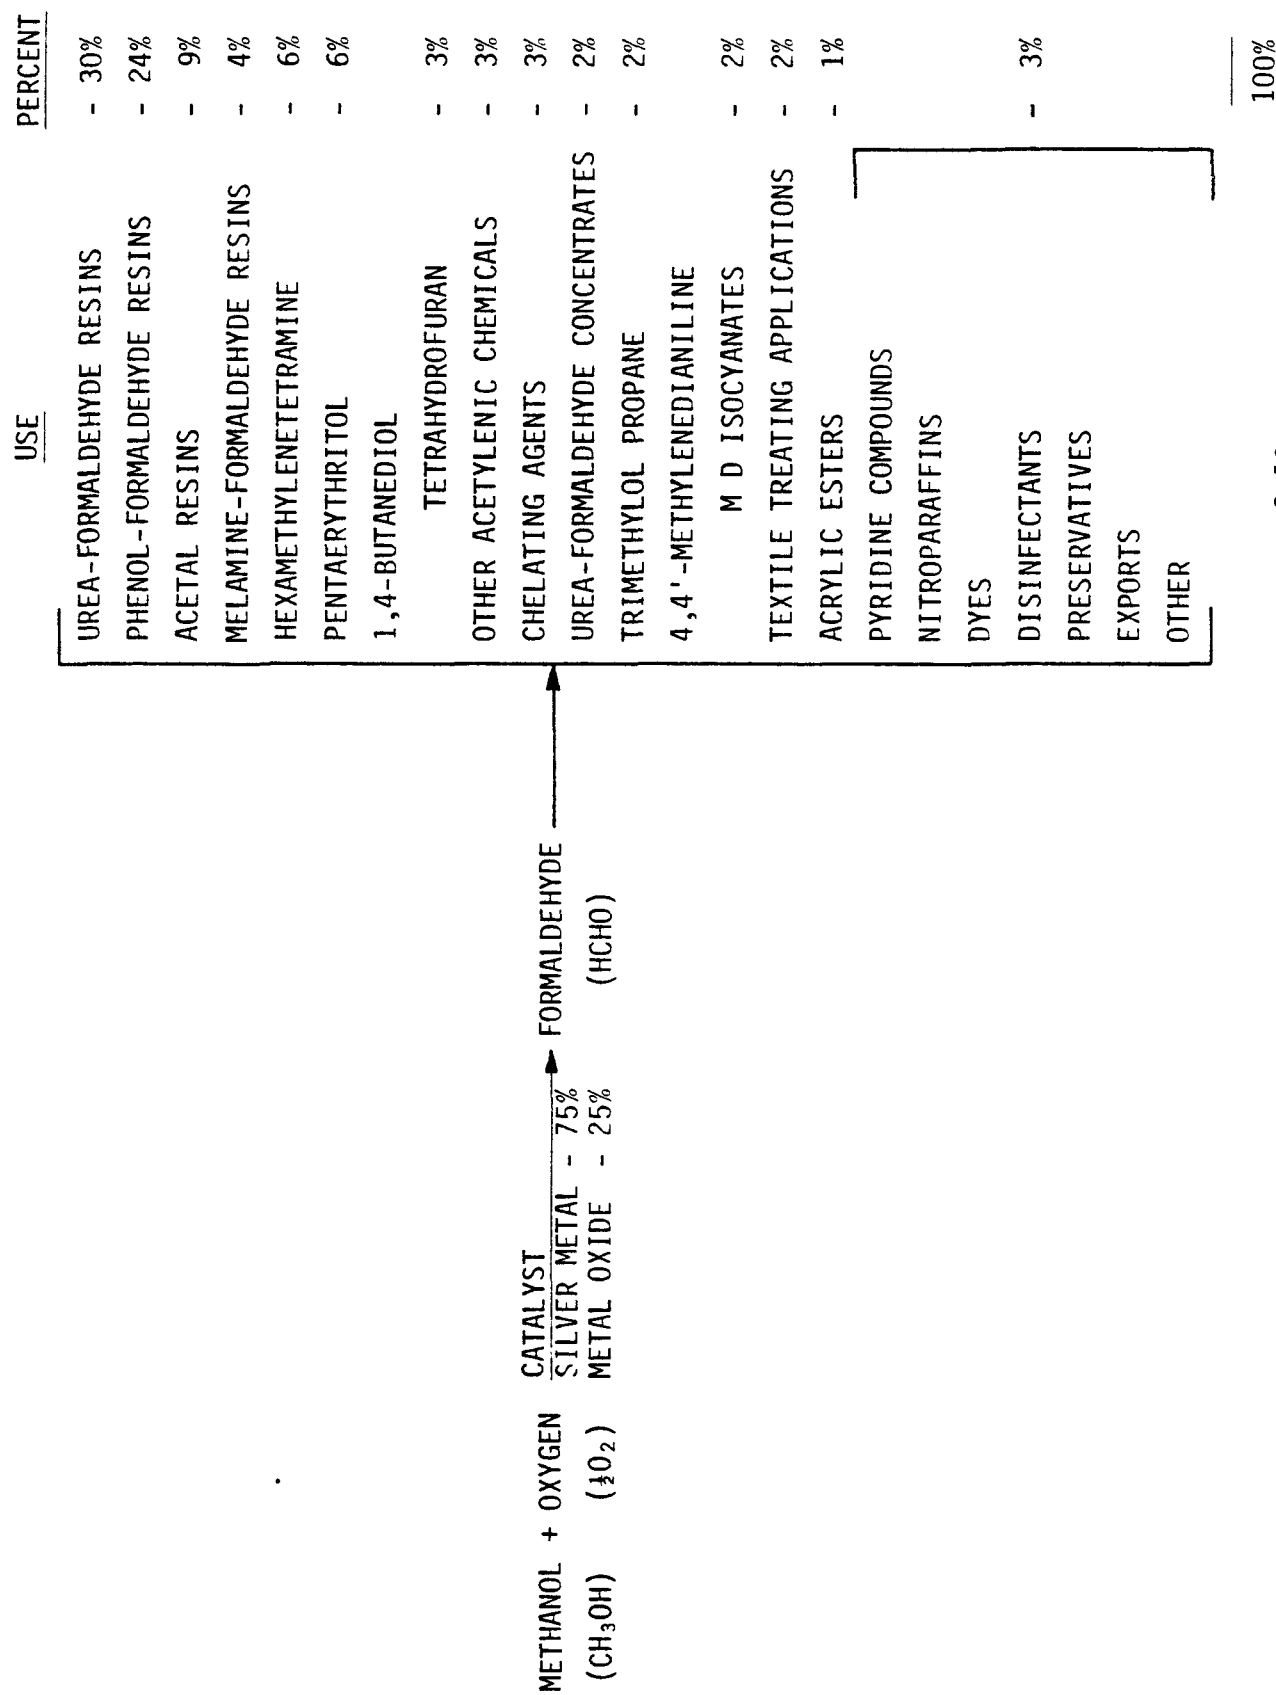 USE PERCENT
UREA-FORMALDEHYDE RESINS - 30%
PHENOL-FORMALDEHYDE RESINS - 24%
ACETAL RESINS - 9%
MELAMINE-FORMALDEHYDE RESINS - 4%
HEXAMETHYLENETETRAMINE - 6%
PENTAERYTHRITOL - 6%
1,4-BUTANEDIOL
TETRAHYDROFURAN - 3%
OTHER ACETYLENIC CHEMICALS - 3%
CHELATING AGENTS - 3%
UREA-FORMALDEHYDE CONCENTRATES - 2%
TRIMETHYLOL PROPANE - 2%
4,4'-METHYLENEDIANILINE
M D ISOCYANATES - 2%
TEXTILE TREATING APPLICATIONS - 2%
ACRYLIC ESTERS - 1%
PYRIDINE COMPOUNDS
NITROPARAFFINS
DYES
DISINFECTANTS - 3%
PRESERVATIVES
EXPORTS
OTHER
100%
CATALYST
METHANOL + OXYGEN SILVER METAL - 75% FORMALDEHYDE
(CH₃OH) (½O₂) METAL OXIDE - 25% (HCHO)